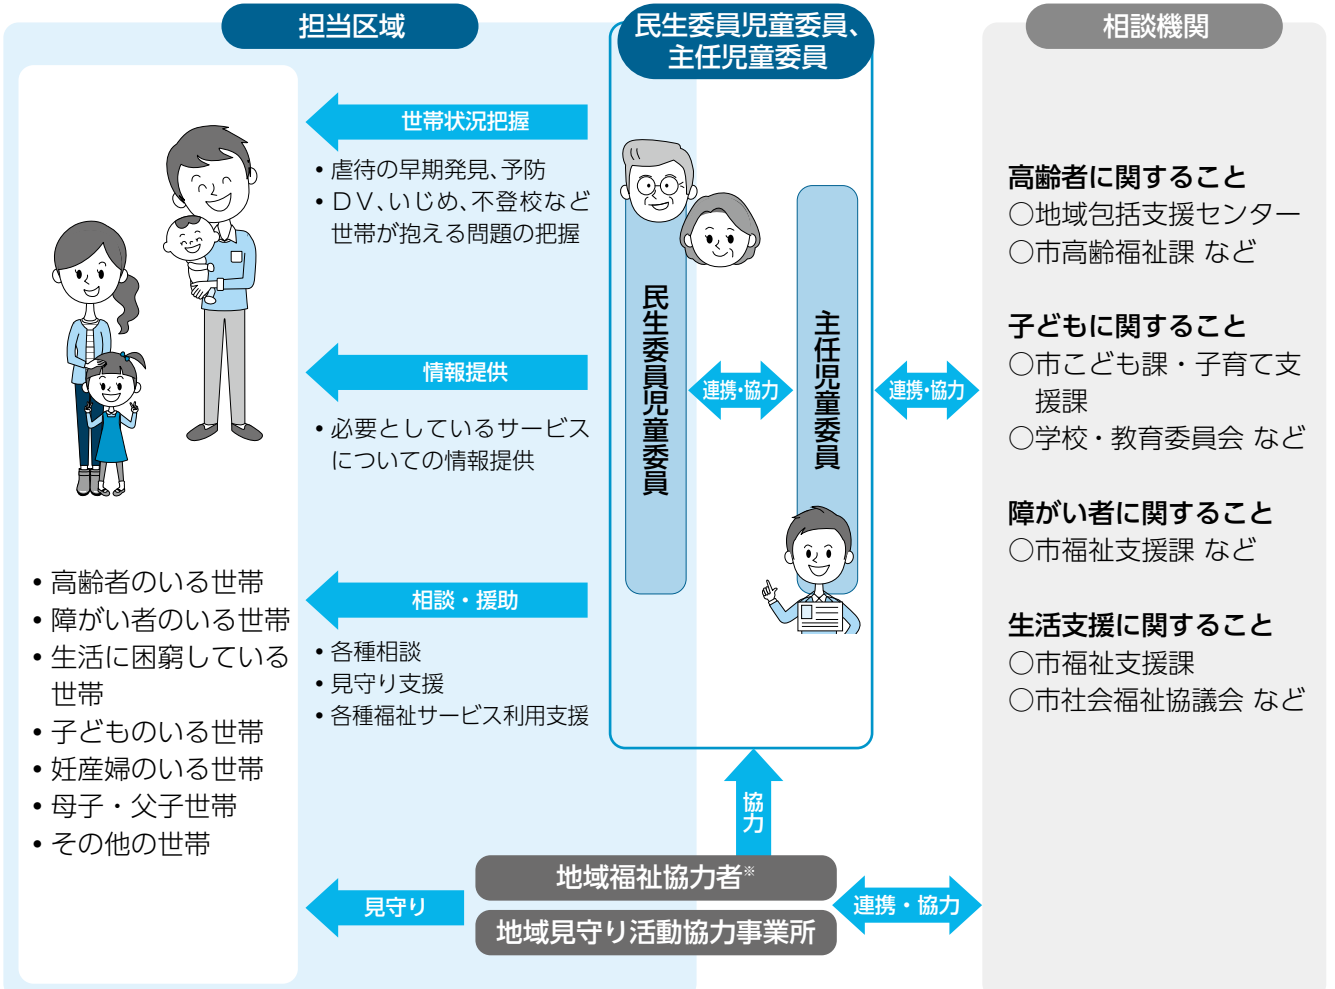 担当区域
世帯状況把握
• 虐待の早期発見、予防
• ＤＶ、いじめ、不登校など
世帯が抱える問題の把握
情報提供
• 必要としているサービス
についての情報提供
相談・援助
• 各種相談
• 見守り支援
• 各種福祉サービス利用支援
• 高齢者のいる世帯
• 障がい者のいる世帯
• 生活に困窮している
世帯
• 子どものいる世帯
• 妊産婦のいる世帯
• 母子・父子世帯
• その他の世帯
見守り
民生委員児童委員、
主任児童委員
民生委員児童委員
連携・協力
主任児童委員
連携・協力
協力
地域福祉協力者※
地域見守り活動協力事業所
連携・協力
相談機関
高齢者に関すること
○地域包括支援センター
○市高齢福祉課 など
子どもに関すること
○市こども課・子育て支
援課
○学校・教育委員会 など
障がい者に関すること
○市福祉支援課 など
生活支援に関すること
○市福祉支援課
○市社会福祉協議会 など